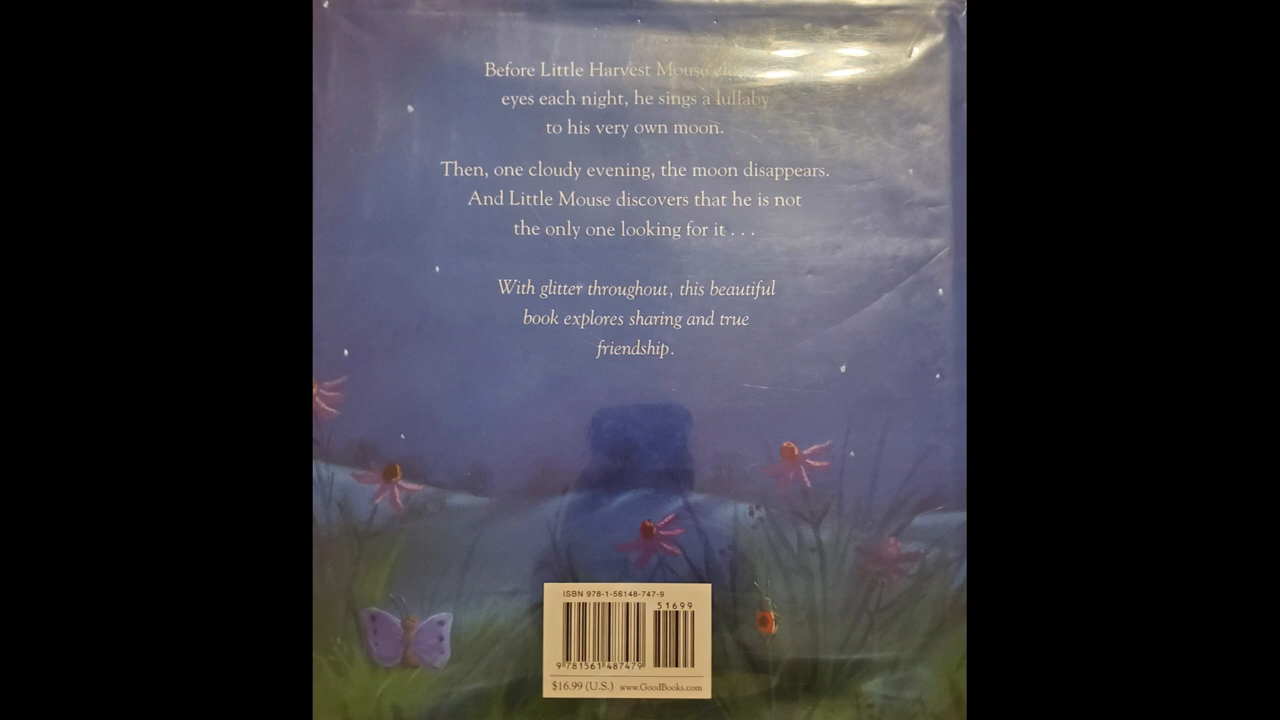 Before Little Harvest Mouse
eyes each night, he sings a lullaby
to his very own moon.
Then, one cloudy evening, the moon disappears.
And Little Mouse discovers that he is not
the only one looking for it . . .
With glitter throughout, this beautiful
book explores sharing and true
friendship.
ISBN 978-1-56148-747-9
51699
9 781561 487479
$16.99 (U.S.) www.GoodBooks.com